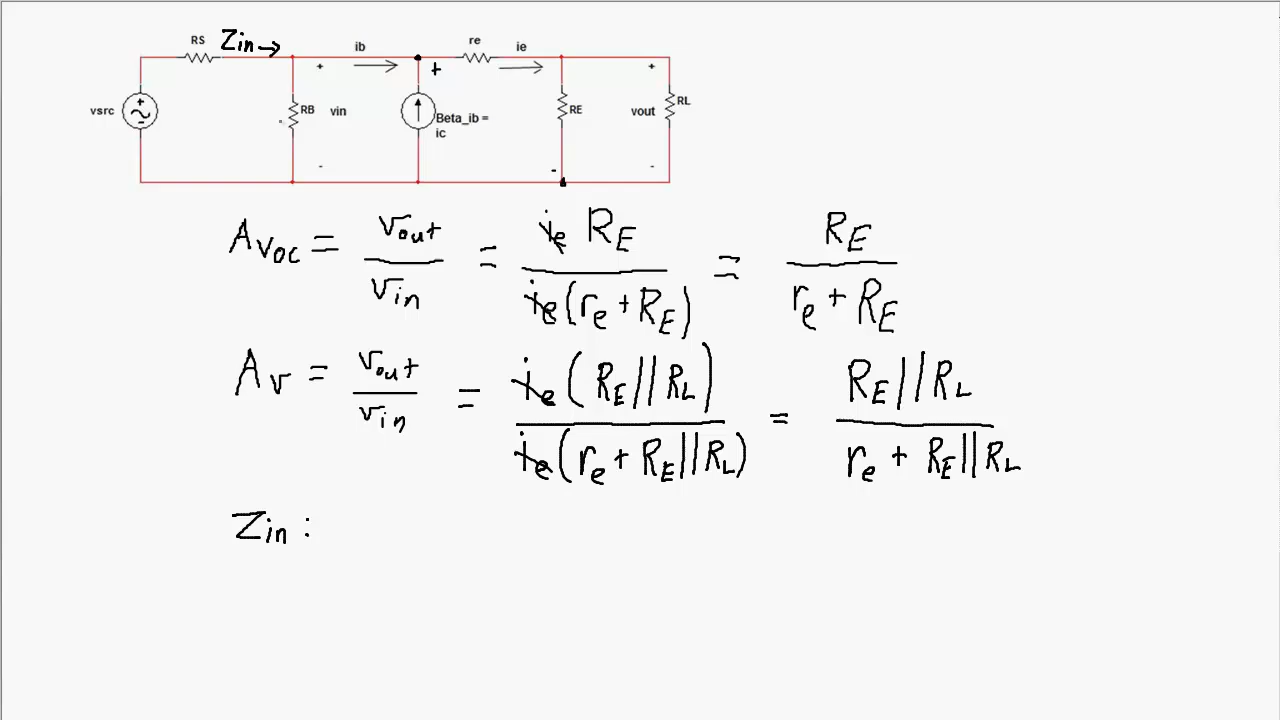 RS Zin→ ib re ie
+ + +
vsrc + - RB vin Beta_ib = RE vout RL
ic
- - -
Avoc = vout / vin = ie RE / ie(re + RE) = RE / re + RE
Av = vout / vin = ie(RE||RL) / ie(re + RE||RL) = RE||RL / re + RE||RL
Zin :